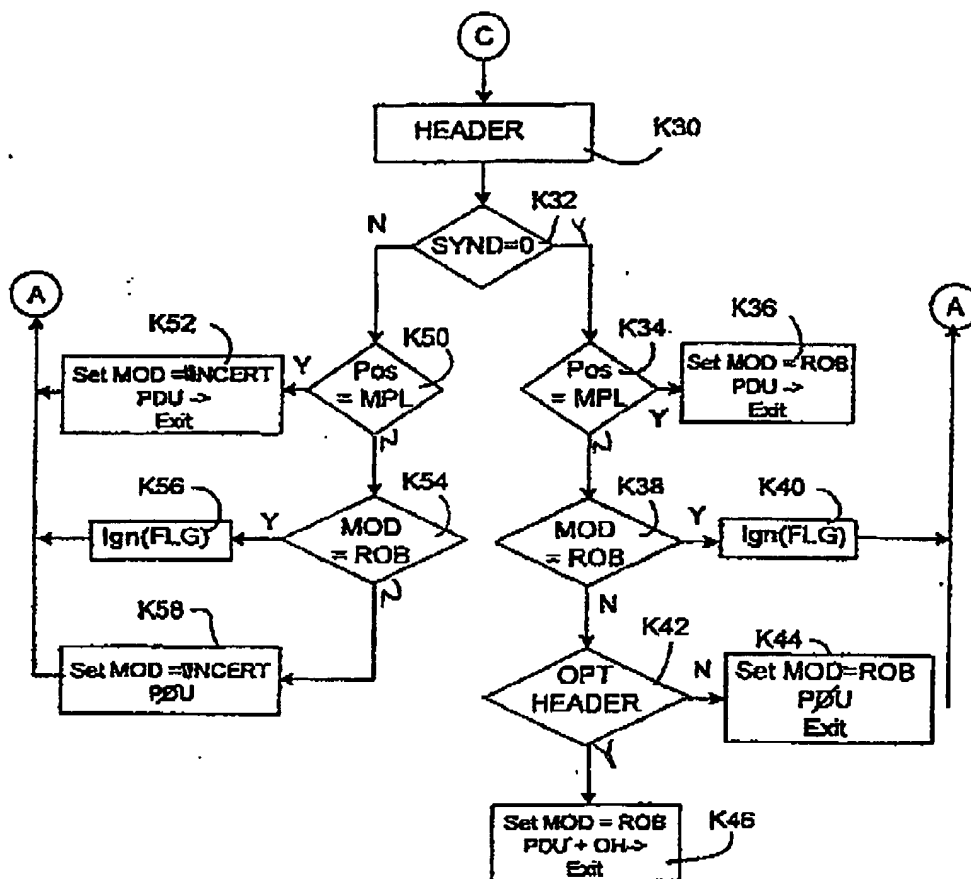 C
HEADER
K30
K32
N
SYND=0
Y
A
A
K52
K50
K34
K36
Set MOD = INCERT
PDU ->
Exit
Y
Pos
= MPL
Pos
= MPL
Y
Set MOD = ROB
PDU ->
Exit
N
N
K56
K54
K38
K40
Ign(FLG)
Y
MOD
= ROB
MOD
= ROB
Y
Ign(FLG)
N
N
K58
K42
K44
Set MOD = INCERT
PDU
OPT
HEADER
N
Set MOD=ROB
PDU
Exit
Y
Set MOD = ROB
PDU + OH->
Exit
K46